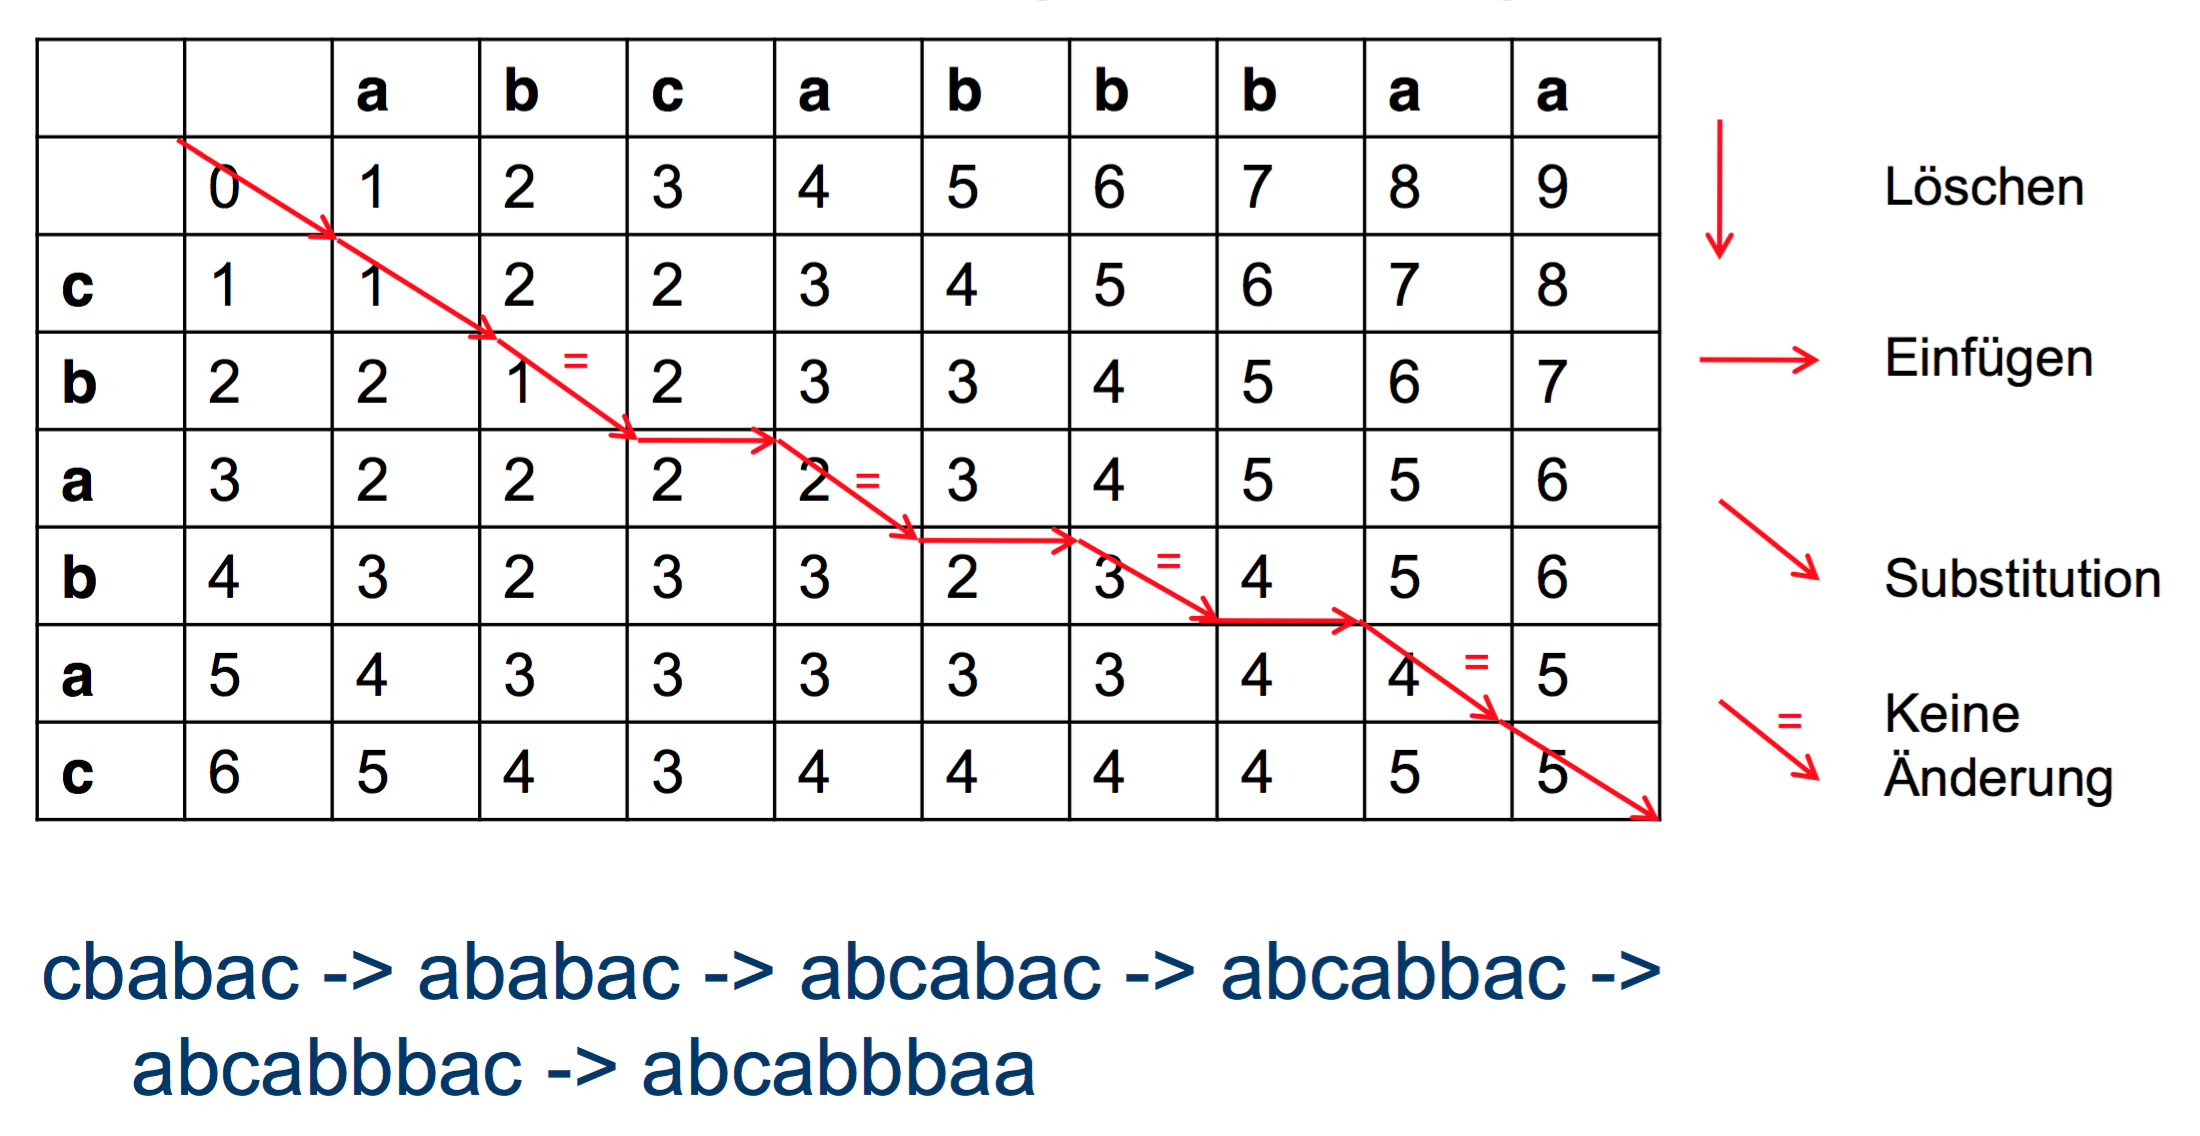 a b c a b b b a a
0 1 2 3 4 5 6 7 8 9
c 1 1 2 2 3 4 5 6 7 8
b 2 2 1 2 3 3 4 5 6 7
a 3 2 2 2 2 3 4 5 5 6
b 4 3 2 3 3 2 3 4 5 6
a 5 4 3 3 3 3 3 4 4 5
c 6 5 4 3 4 4 4 4 5 5
=
=
=
=
Löschen
Einfügen
Substitution
= Keine
Änderung
cbabac -> ababac -> abcabac -> abcabbac ->
abcabbbac -> abcabbbaa